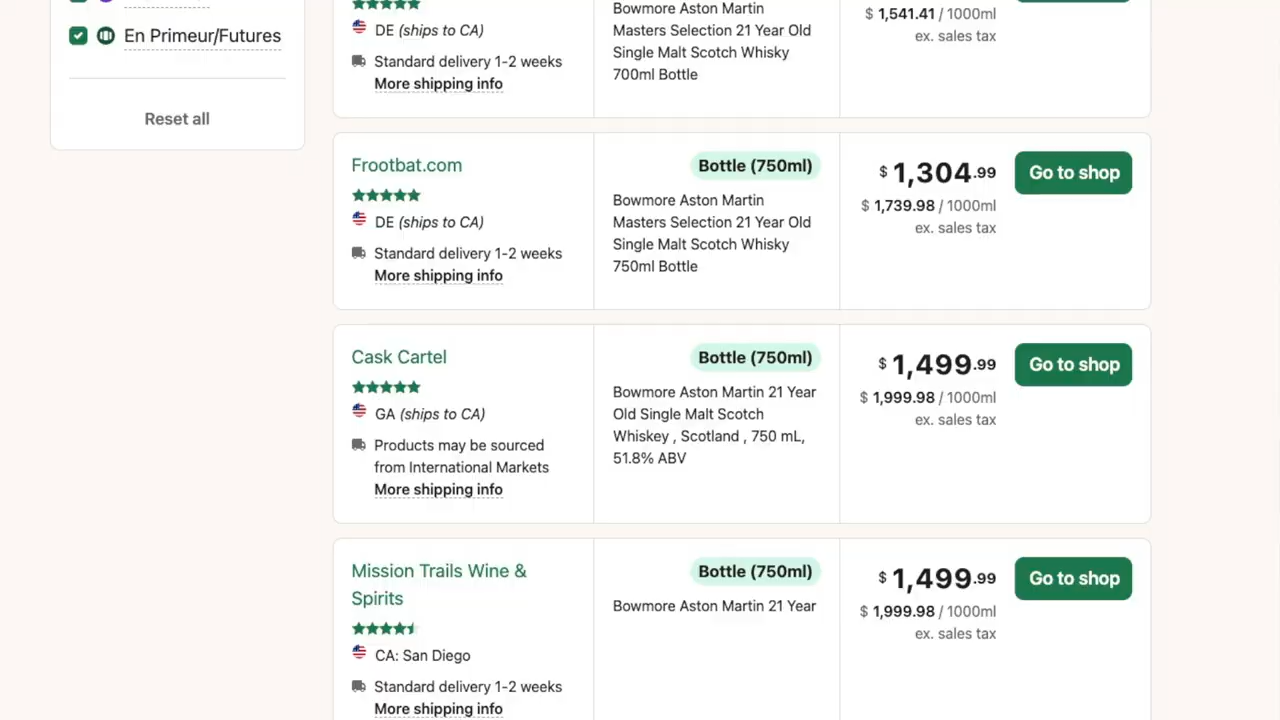 En Primeur/Futures
Reset all
DE (ships to CA)
Standard delivery 1-2 weeks
More shipping info
Bowmore Aston Martin
Masters Selection 21 Year Old
Single Malt Scotch Whisky
700ml Bottle
$ 1,541.41 / 1000ml
ex. sales tax
Frootbat.com
DE (ships to CA)
Standard delivery 1-2 weeks
More shipping info
Bottle (750ml)
Bowmore Aston Martin
Masters Selection 21 Year Old
Single Malt Scotch Whisky
750ml Bottle
$ 1,304.99
$ 1,739.98 / 1000ml
ex. sales tax
Go to shop
Cask Cartel
GA (ships to CA)
Products may be sourced
from International Markets
More shipping info
Bottle (750ml)
Bowmore Aston Martin 21 Year
Old Single Malt Scotch
Whiskey , Scotland , 750 mL,
51.8% ABV
$ 1,499.99
$ 1,999.98 / 1000ml
ex. sales tax
Go to shop
Mission Trails Wine &
Spirits
CA: San Diego
Standard delivery 1-2 weeks
More shipping info
Bottle (750ml)
Bowmore Aston Martin 21 Year
$ 1,499.99
$ 1,999.98 / 1000ml
ex. sales tax
Go to shop